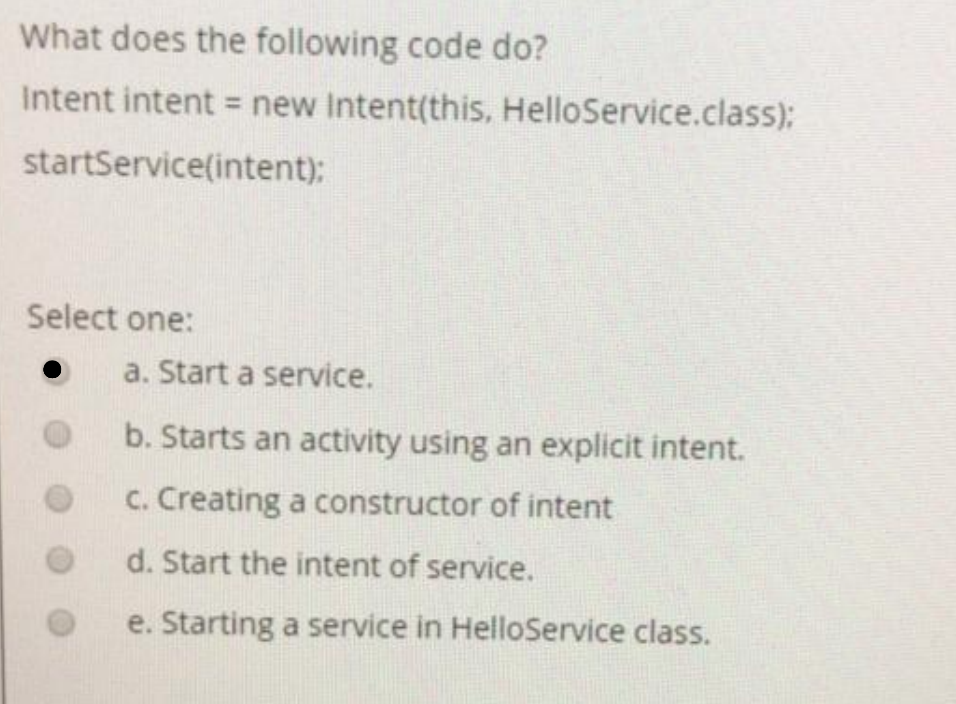 What does the following code do?
Intent intent = new Intent(this, HelloService.class);
startService(intent);
Select one:
a. Start a service.
b. Starts an activity using an explicit intent.
c. Creating a constructor of intent
d. Start the intent of service.
e. Starting a service in HelloService class.